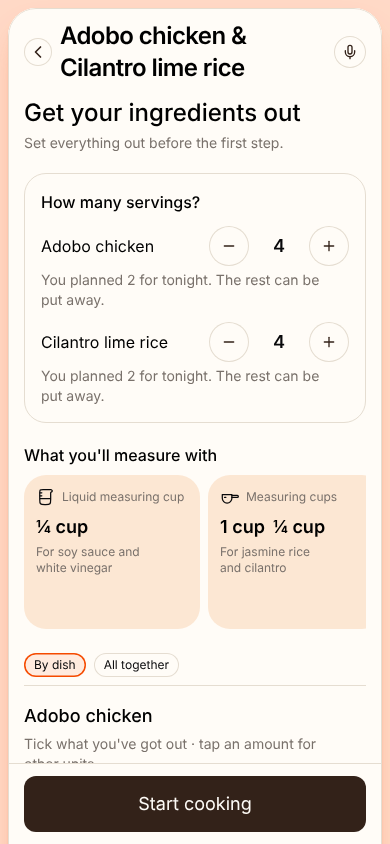 Adobo chicken &
Cilantro lime rice
Get your ingredients out
Set everything out before the first step.
How many servings?
Adobo chicken − 4 +
You planned 2 for tonight. The rest can be
put away.
Cilantro lime rice − 4 +
You planned 2 for tonight. The rest can be
put away.
What you'll measure with
Liquid measuring cup
¼ cup
For soy sauce and
white vinegar
Measuring cups
1 cup ¼ cup
For jasmine rice
and cilantro
By dish All together
Adobo chicken
Tick what you've got out · tap an amount for
other units
Start cooking